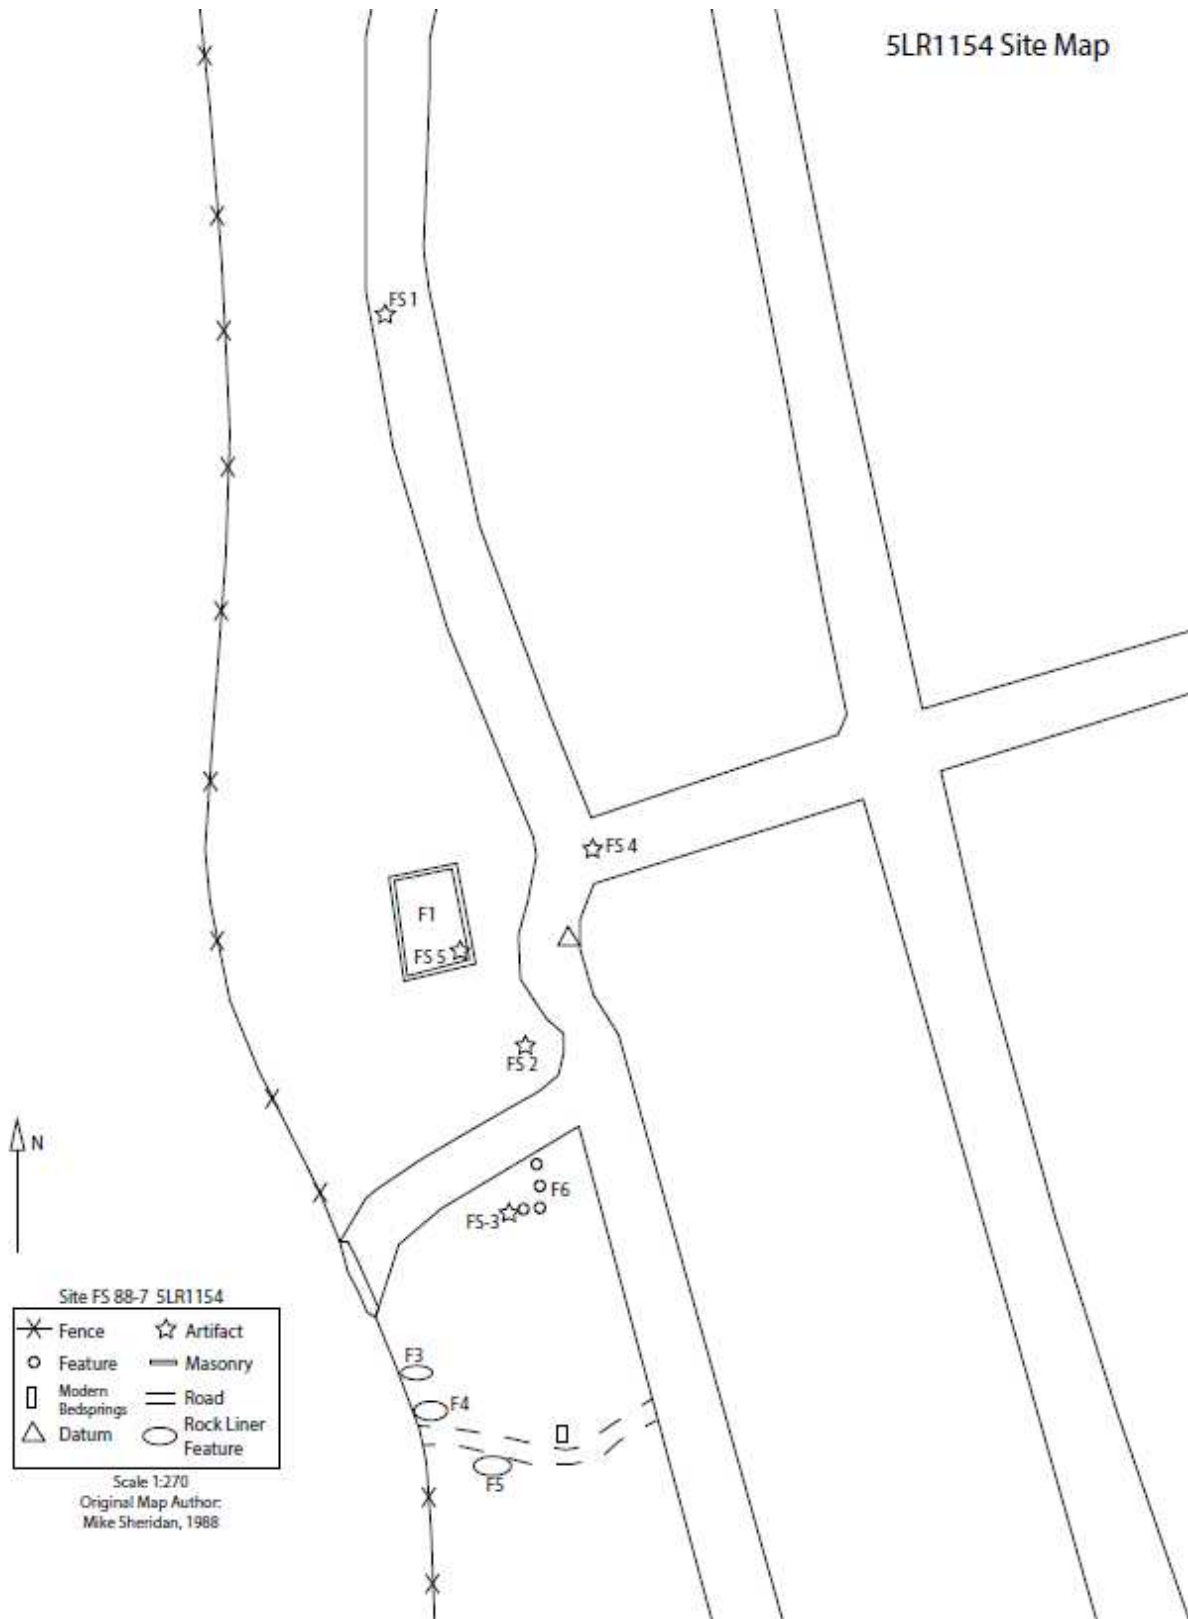 5LR1154 Site Map
FS 1
FS 4
F1
FS 5
FS 2
N
F6
FS-3
Site FS 88-7 5LR1154
Fence
Artifact
Feature
Masonry
Modern
Bedsprings
Road
Datum
Rock Liner
Feature
Scale 1:270
Original Map Author:
Mike Sheridan, 1988
F3
F4
F5